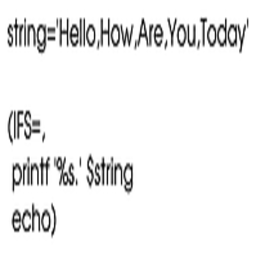 string='Hello,How,Are,You,Today'
(IFS=,
printf '%s.' $string
echo)